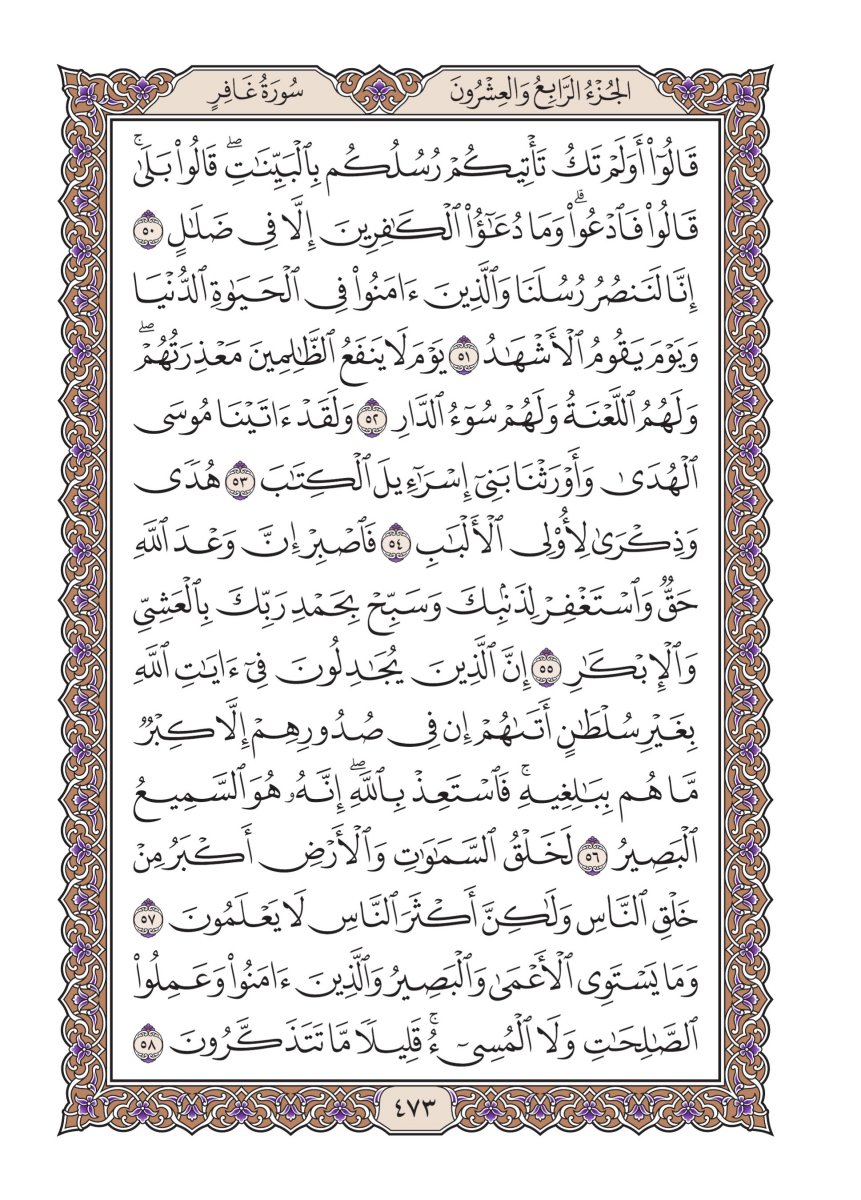 الجُزْءُ الرَّابِعُ وَالعِشْرُونَ
سُورَةُ غَافِرٍ
قَالُوٓا۟ أَوَلَمْ تَكُ تَأْتِيكُمْ رُسُلُكُم بِٱلْبَيِّنَـٰتِ ۖ قَالُوا۟ بَلَىٰ ۚ
قَالُوا۟ فَٱدْعُوا۟ ۗ وَمَا دُعَـٰٓؤُا۟ ٱلْكَـٰفِرِينَ إِلَّا فِى ضَلَـٰلٍ ٥٠
إِنَّا لَنَنصُرُ رُسُلَنَا وَٱلَّذِينَ ءَامَنُوا۟ فِى ٱلْحَيَوٰةِ ٱلدُّنْيَا
وَيَوْمَ يَقُومُ ٱلْأَشْهَـٰدُ ٥١ يَوْمَ لَا يَنفَعُ ٱلظَّـٰلِمِينَ مَعْذِرَتُهُمْ ۖ
وَلَهُمُ ٱللَّعْنَةُ وَلَهُمْ سُوٓءُ ٱلدَّارِ ٥٢ وَلَقَدْ ءَاتَيْنَا مُوسَى
ٱلْهُدَىٰ وَأَوْرَثْنَا بَنِىٓ إِسْرَٰٓءِيلَ ٱلْكِتَـٰبَ ٥٣ هُدًى
وَذِكْرَىٰ لِأُو۟لِى ٱلْأَلْبَـٰبِ ٥٤ فَٱصْبِرْ إِنَّ وَعْدَ ٱللَّهِ
حَقٌّ وَٱسْتَغْفِرْ لِذَنۢبِكَ وَسَبِّحْ بِحَمْدِ رَبِّكَ بِٱلْعَشِىِّ
وَٱلْإِبْكَـٰرِ ٥٥ إِنَّ ٱلَّذِينَ يُجَـٰدِلُونَ فِىٓ ءَايَـٰتِ ٱللَّهِ
بِغَيْرِ سُلْطَـٰنٍ أَتَىٰهُمْ إِن فِى صُدُورِهِمْ إِلَّا كِبْرٌ
مَّا هُم بِبَـٰلِغِيهِ ۚ فَٱسْتَعِذْ بِٱللَّهِ ۖ إِنَّهُۥ هُوَ ٱلسَّمِيعُ
ٱلْبَصِيرُ ٥٦ لَخَلْقُ ٱلسَّمَـٰوَٰتِ وَٱلْأَرْضِ أَكْبَرُ مِنْ
خَلْقِ ٱلنَّاسِ وَلَـٰكِنَّ أَكْثَرَ ٱلنَّاسِ لَا يَعْلَمُونَ ٥٧
وَمَا يَسْتَوِى ٱلْأَعْمَىٰ وَٱلْبَصِيرُ وَٱلَّذِينَ ءَامَنُوا۟ وَعَمِلُوا۟
ٱلصَّـٰلِحَـٰتِ وَلَا ٱلْمُسِىٓءُ ۚ قَلِيلًا مَّا تَتَذَكَّرُونَ ٥٨
٤٧٣